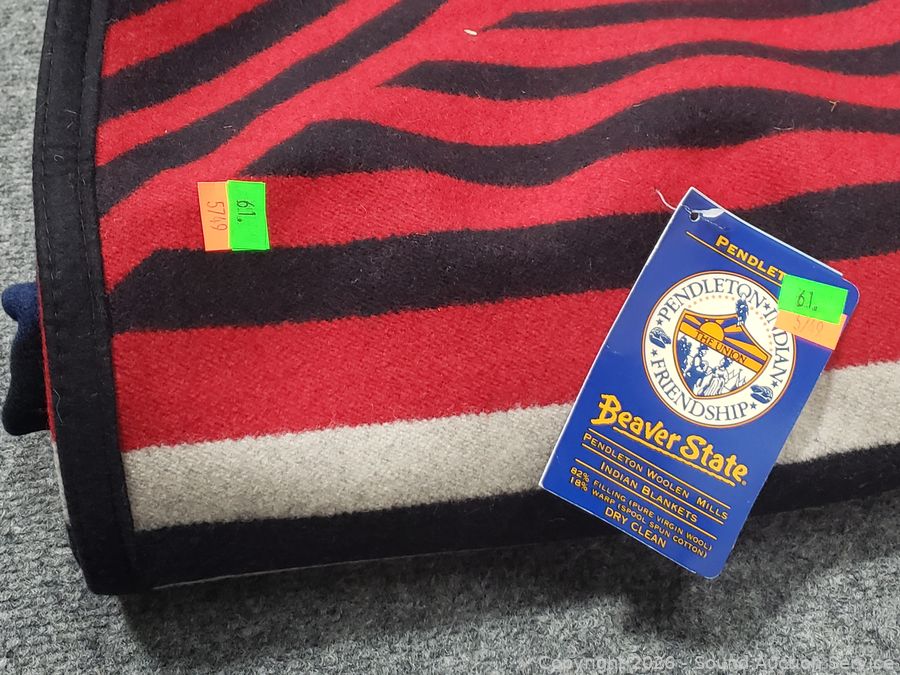 61.
5749
PENDLET
61.
5749
PENDLETON INDIAN
FRIENDSHIP
THE UNION
Beaver State
PENDLETON WOOLEN MILLS
INDIAN BLANKETS
82% FILLING (PURE VIRGIN WOOL)
18% WARP (SPOOL SPUN COTTON)
DRY CLEAN
Copyright 2026 - Sound Auction Service